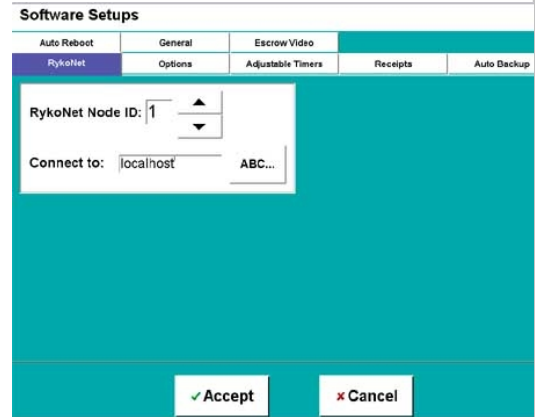 Software Setups
Auto Reboot General Escrow Video
RykoNet Options Adjustable Timers Receipts Auto Backup
RykoNet Node ID: 1
Connect to: localhost ABC...
Accept Cancel